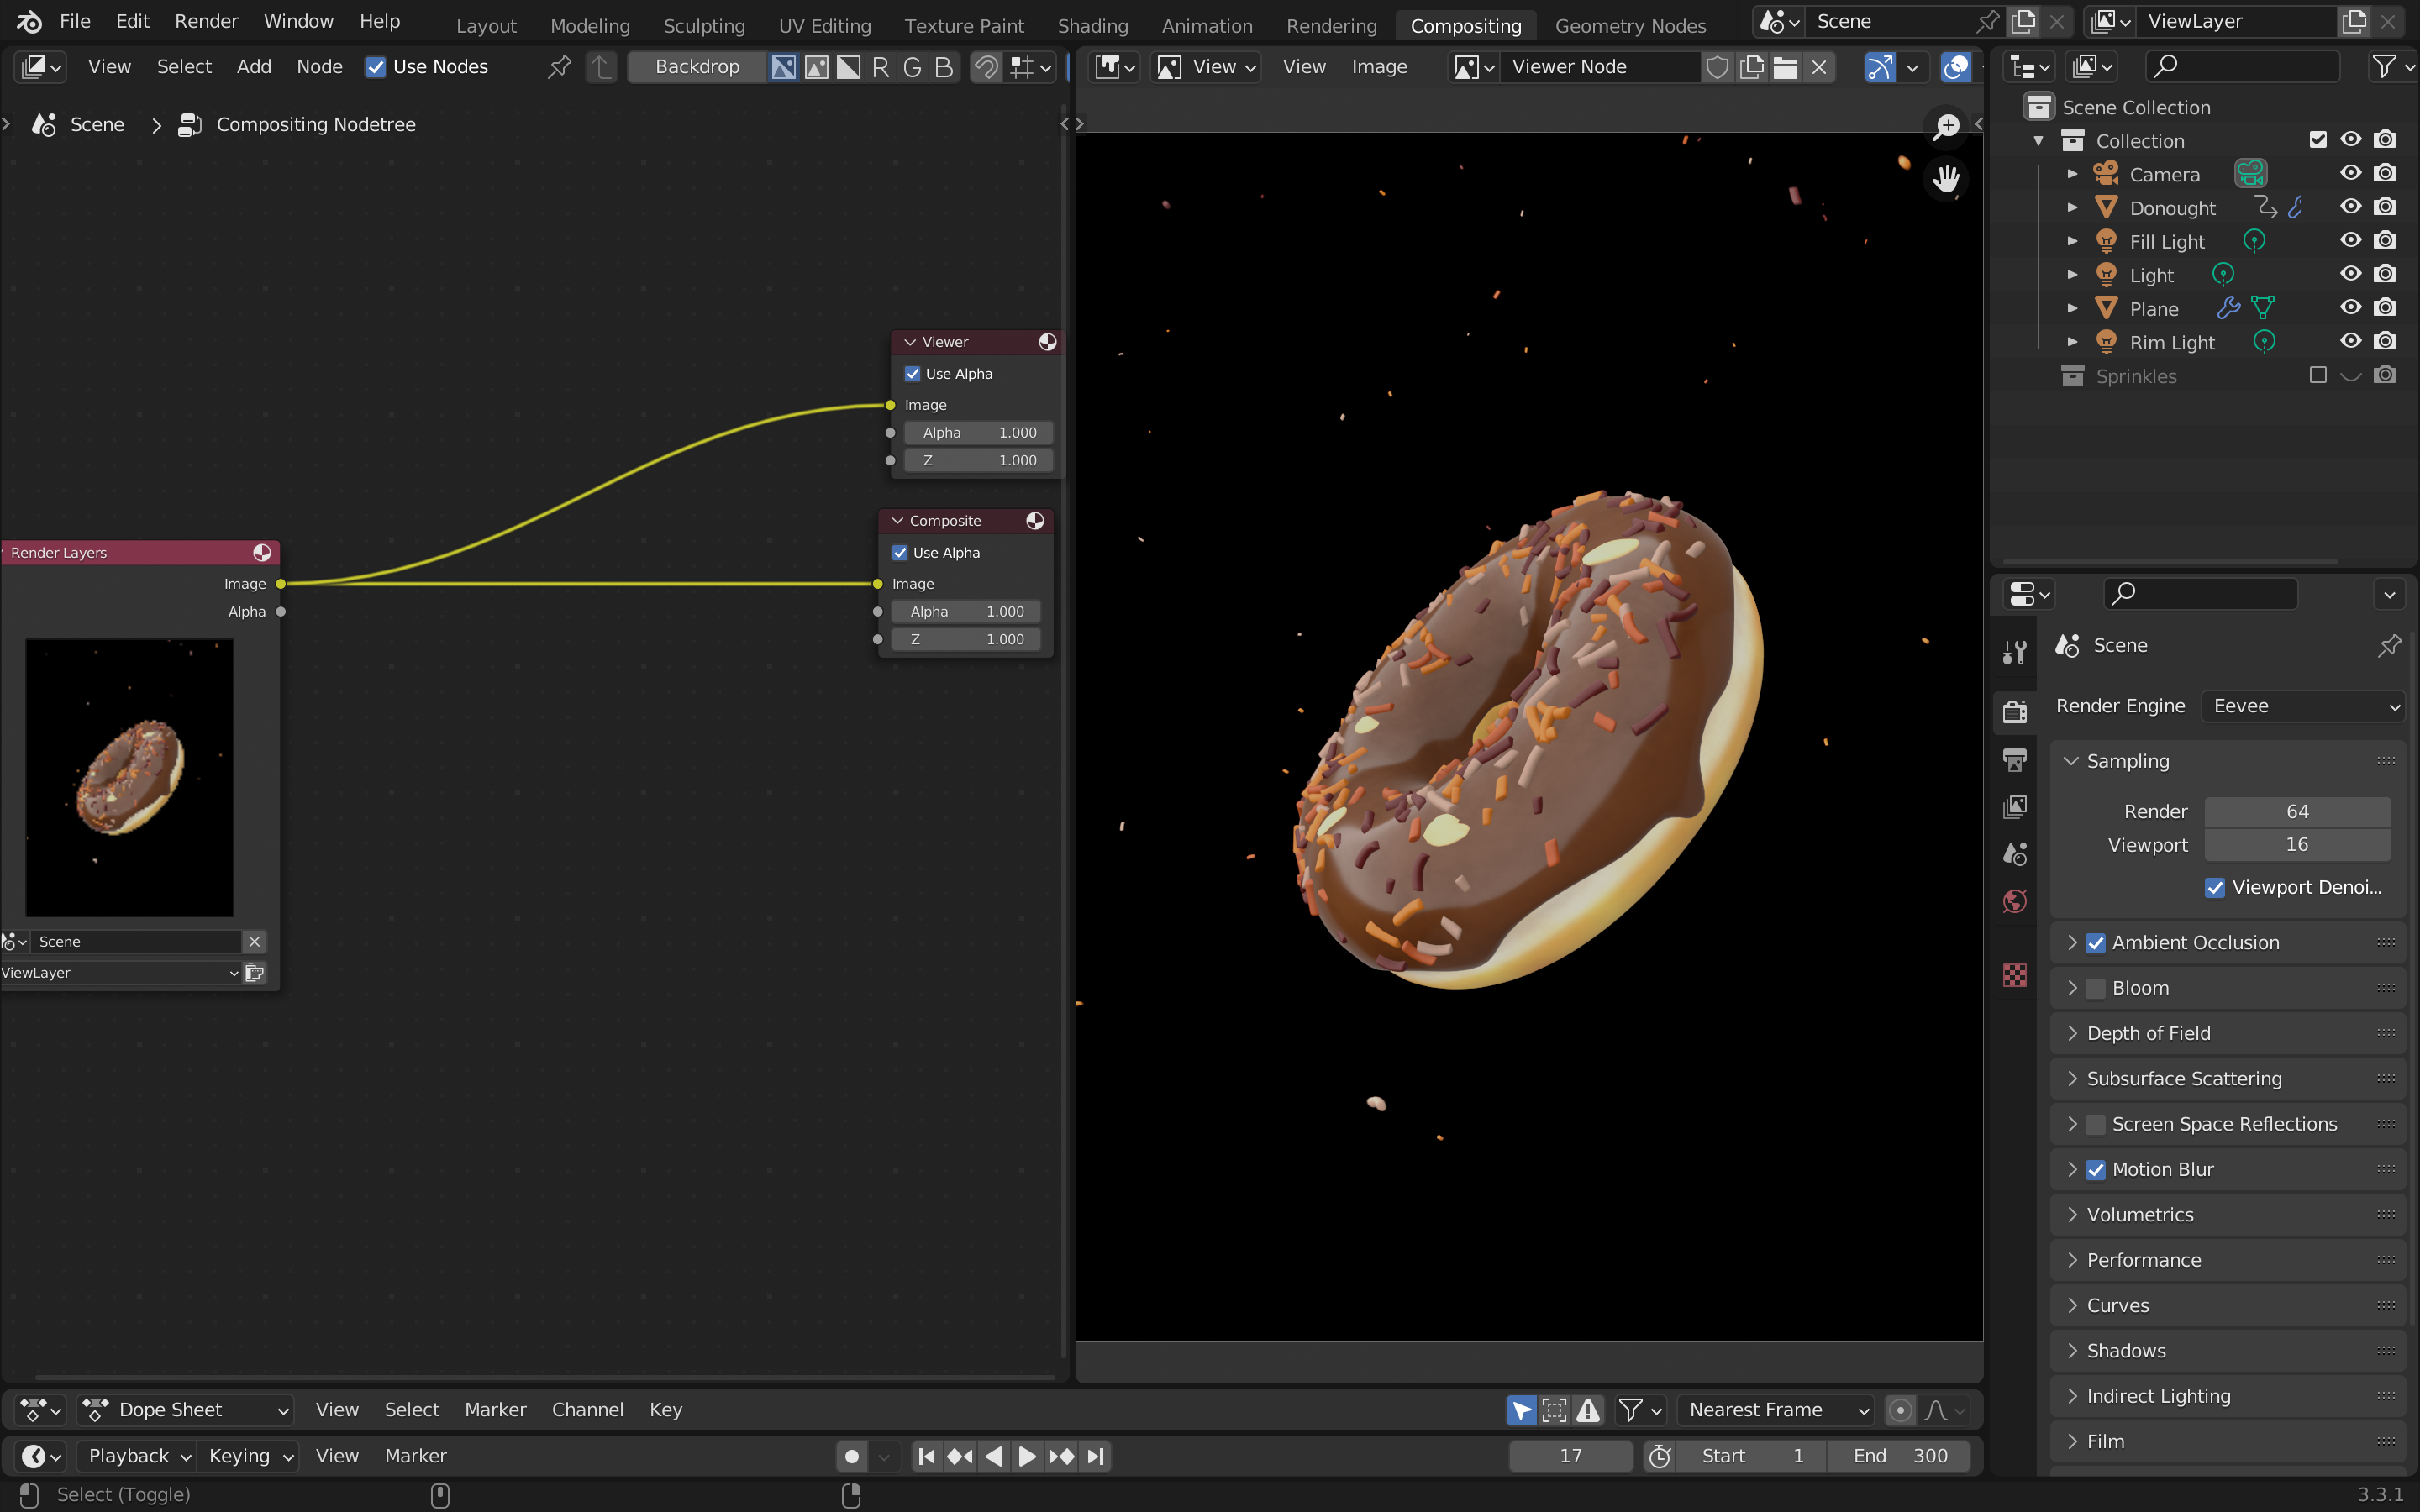 File Edit Render Window Help Layout Modeling Sculpting UV Editing Texture Paint Shading Animation Rendering Compositing Geometry Nodes Scene ViewLayer
View Select Add Node Use Nodes Backdrop R G B View View Image Viewer Node
Scene > Compositing Nodetree
Viewer
Use Alpha
Image
Alpha 1.000
Z 1.000
Composite
Use Alpha
Image
Alpha 1.000
Z 1.000
Render Layers
Image
Alpha
Scene
ViewLayer
Scene Collection
Collection
Camera
Donought
Fill Light
Light
Plane
Rim Light
Sprinkles
Scene
Render Engine Eevee
Sampling
Render 64
Viewport 16
Viewport Denoi...
Ambient Occlusion
Bloom
Depth of Field
Subsurface Scattering
Screen Space Reflections
Motion Blur
Volumetrics
Performance
Curves
Shadows
Indirect Lighting
Film
Dope Sheet View Select Marker Channel Key Nearest Frame
Playback Keying View Marker 17 Start 1 End 300
Select (Toggle) 3.3.1